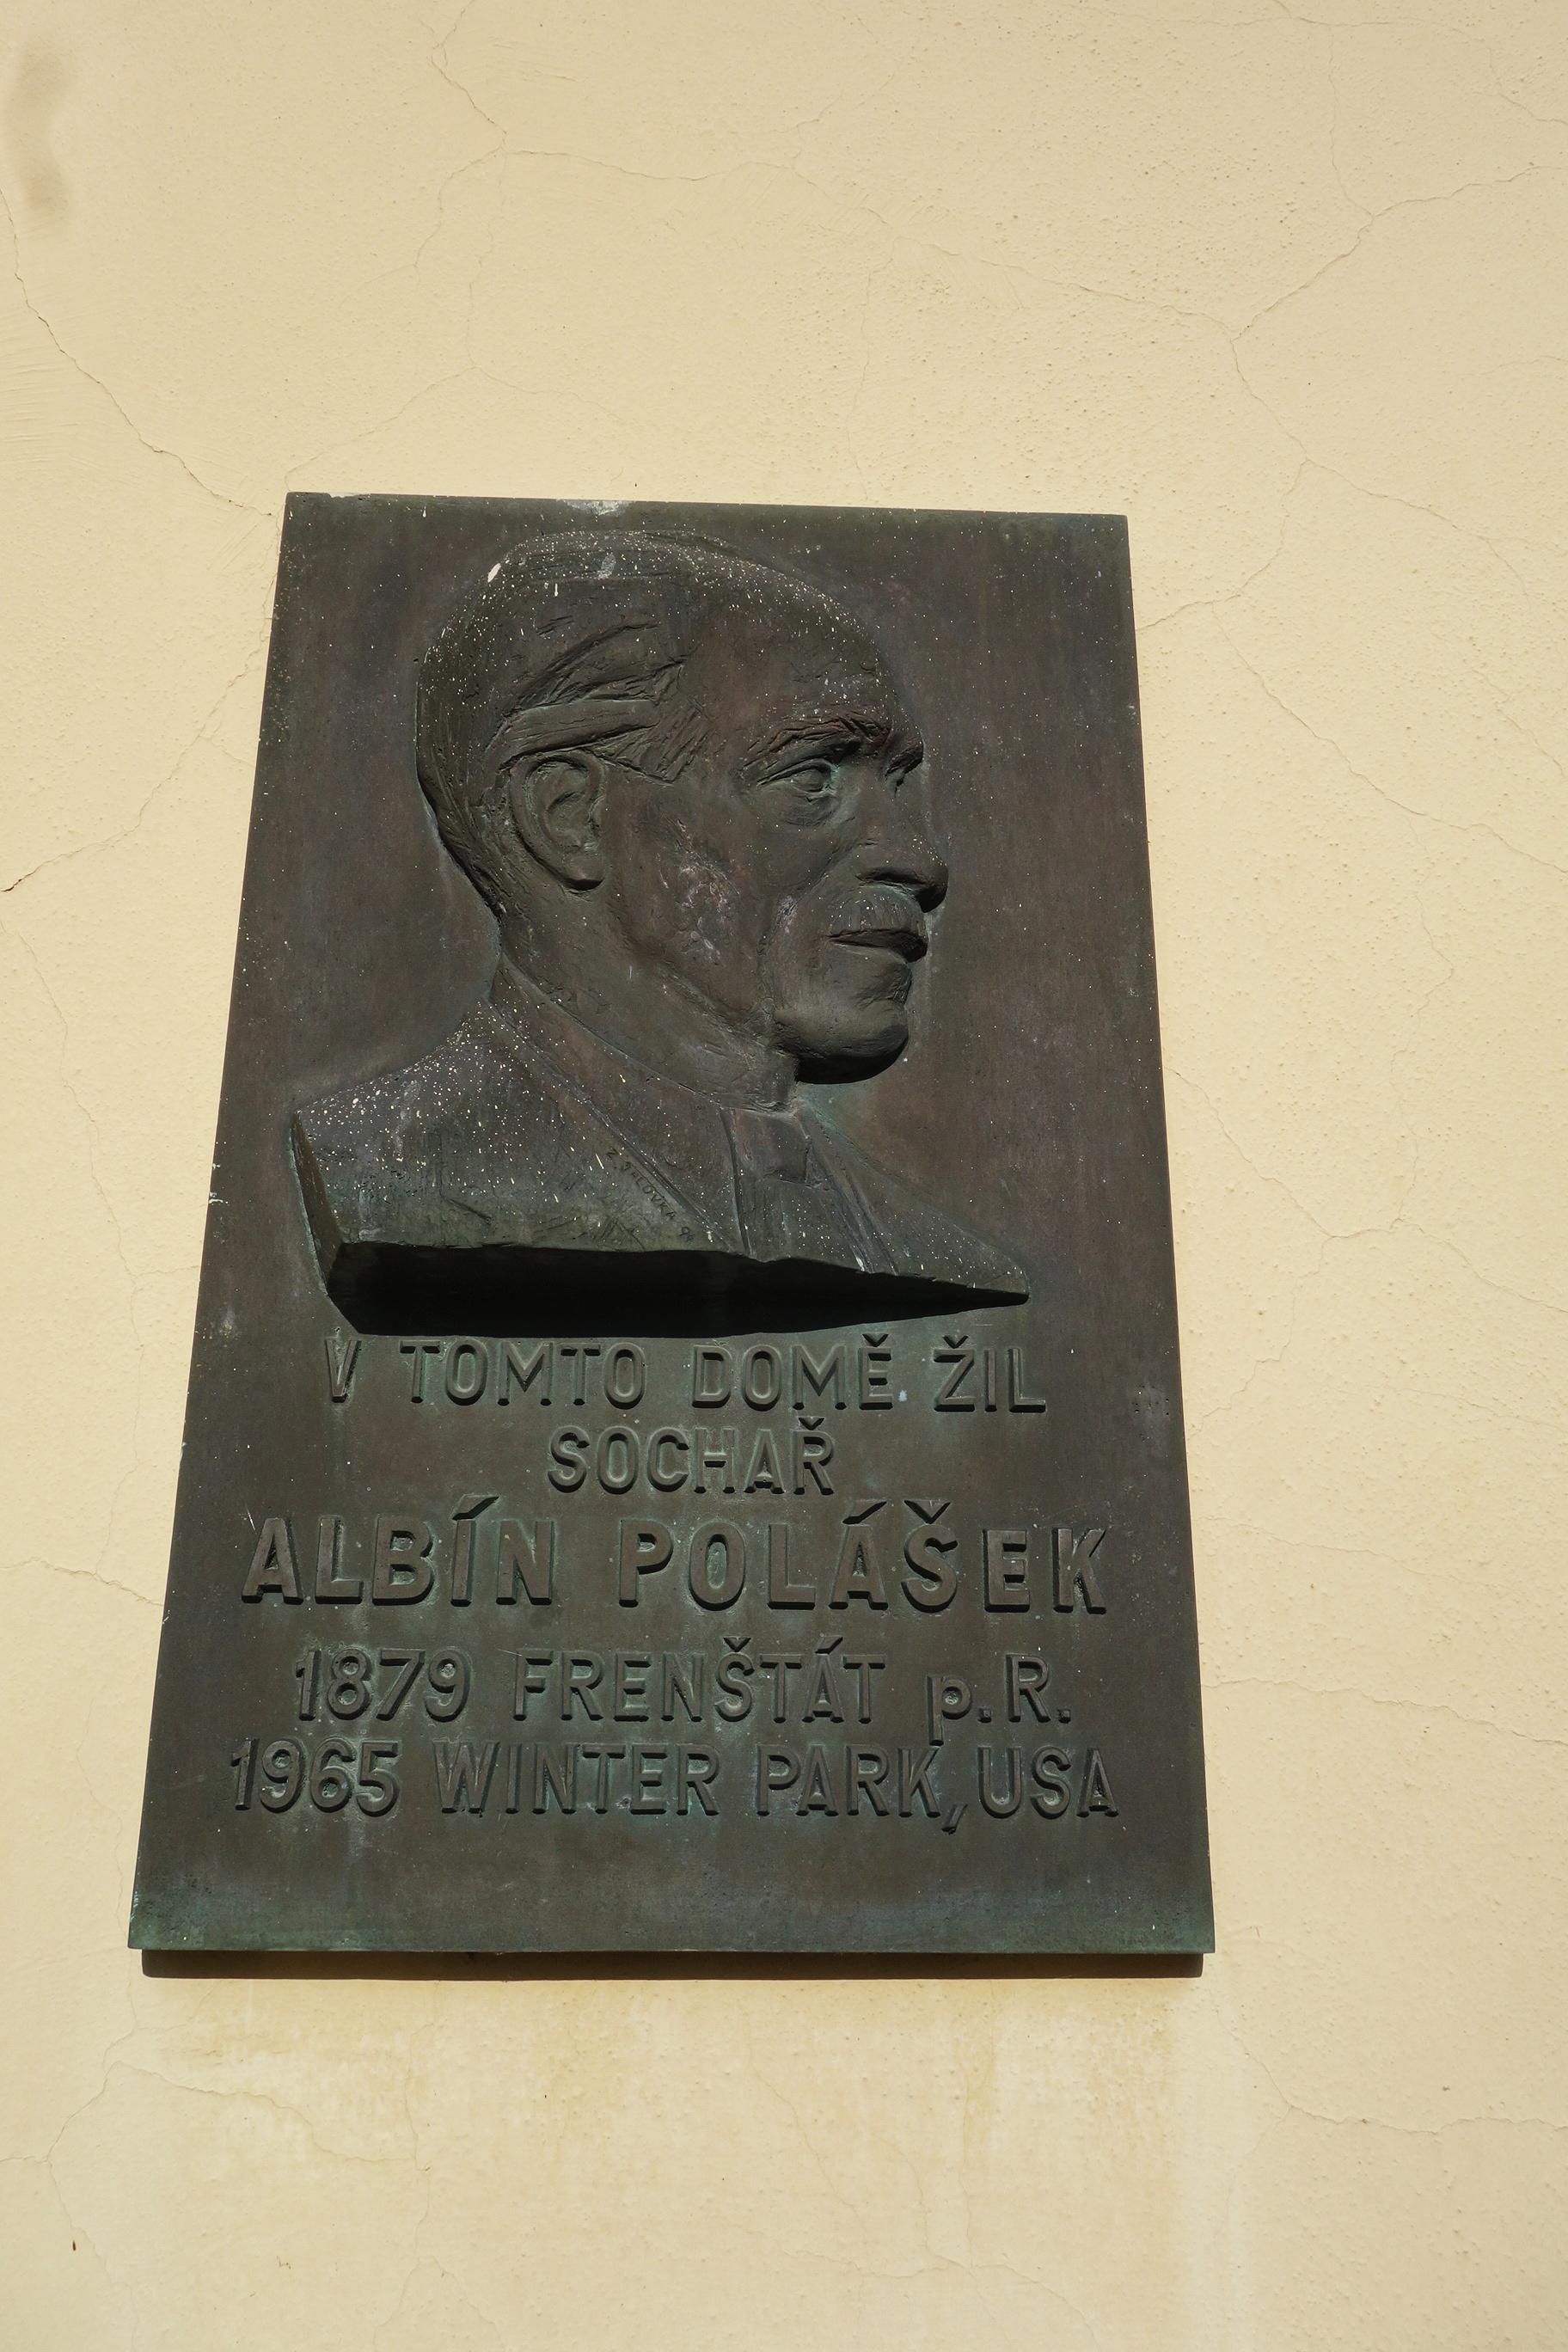 V TOMTO DOMĚ ŽIL
SOCHAŘ
ALBÍN POLÁŠEK
1879 FRENŠTÁT p.R.
1965 WINTER PARK, USA